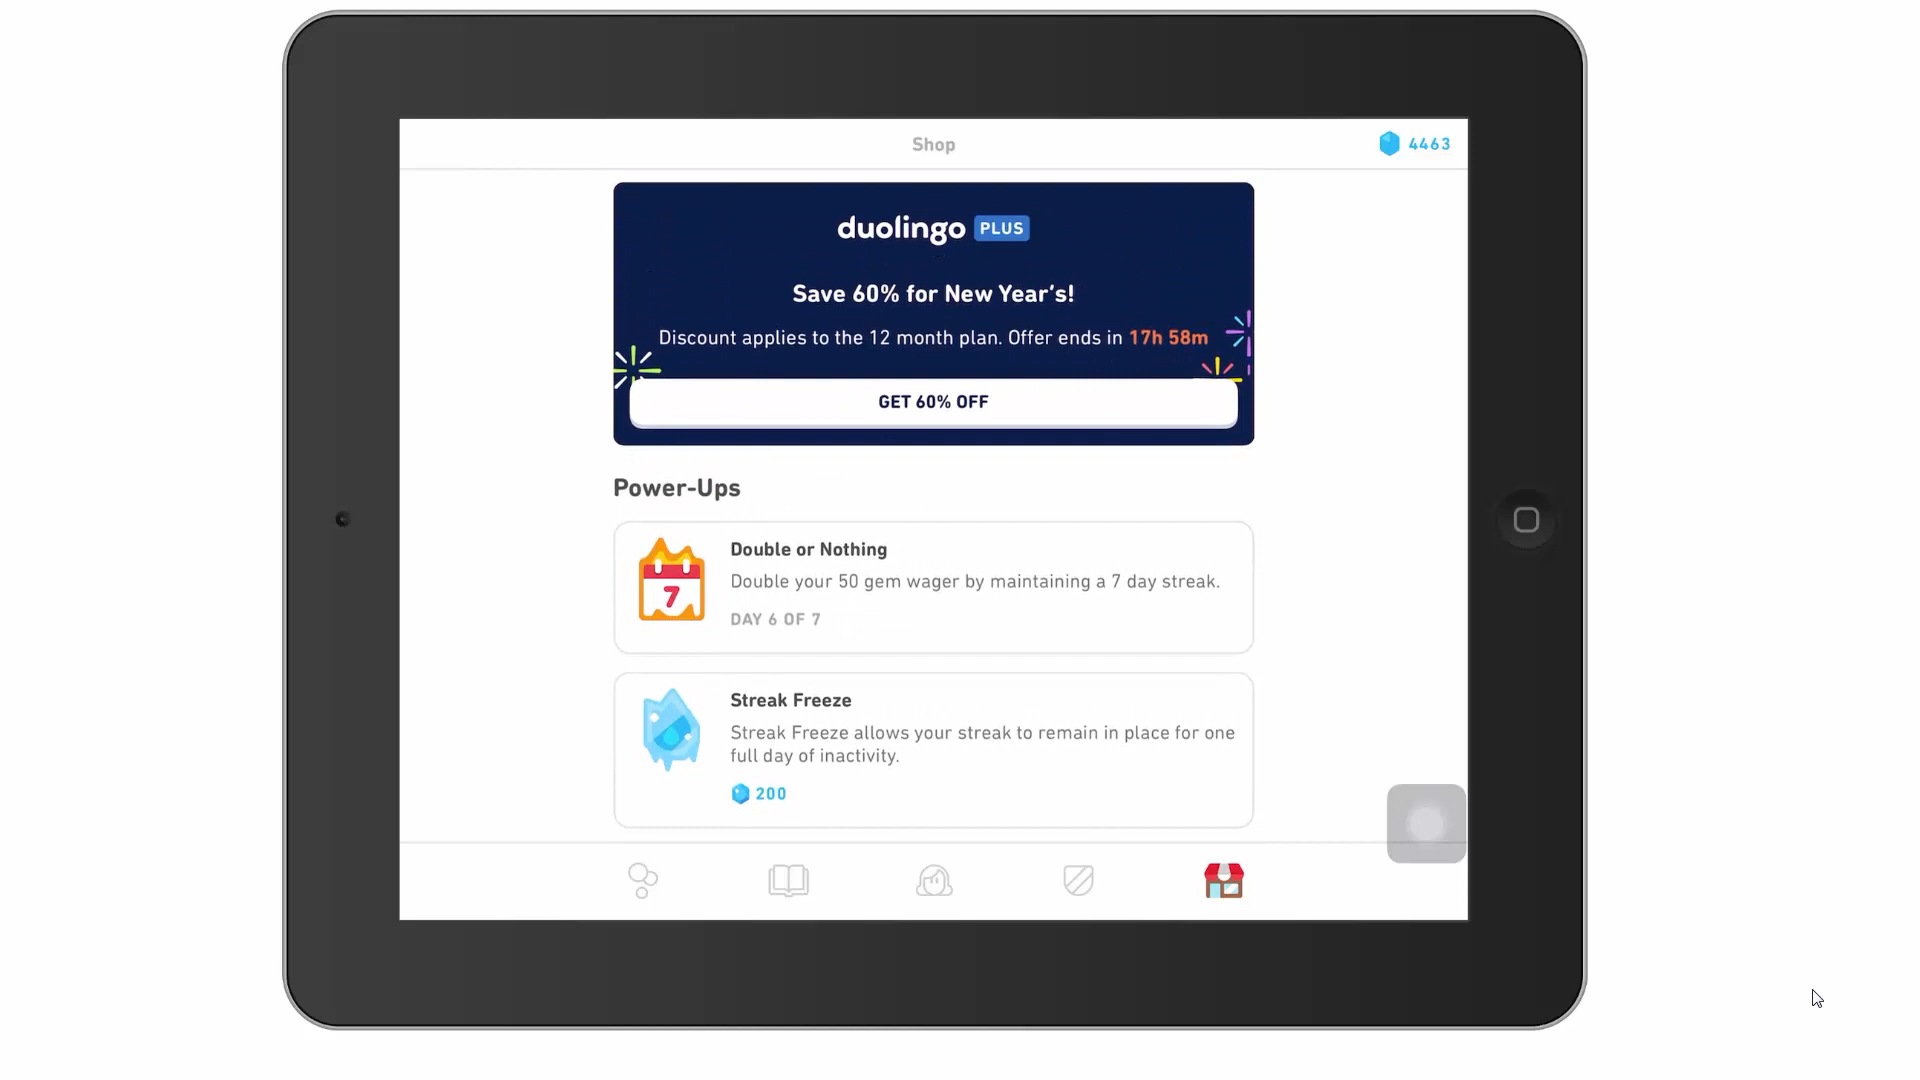 Shop
4463
duolingo PLUS
Save 60% for New Year's!
Discount applies to the 12 month plan. Offer ends in 17h 58m
GET 60% OFF
Power-Ups
7
Double or Nothing
Double your 50 gem wager by maintaining a 7 day streak.
DAY 6 OF 7
Streak Freeze
Streak Freeze allows your streak to remain in place for one
full day of inactivity.
200